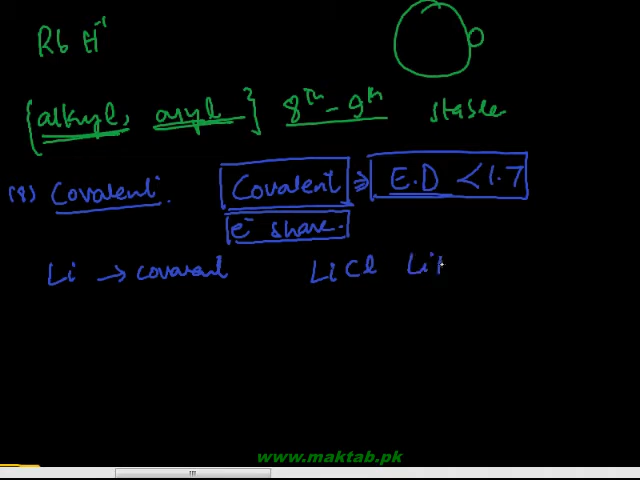 Rb H⁻¹
[alkyl, aryl] 8th - 9th stable
(8) Covalent. Covalent ⇒ E.D < 1.7
e⁻ share.
Li → covalent LiCl Li
www.maktab.pk